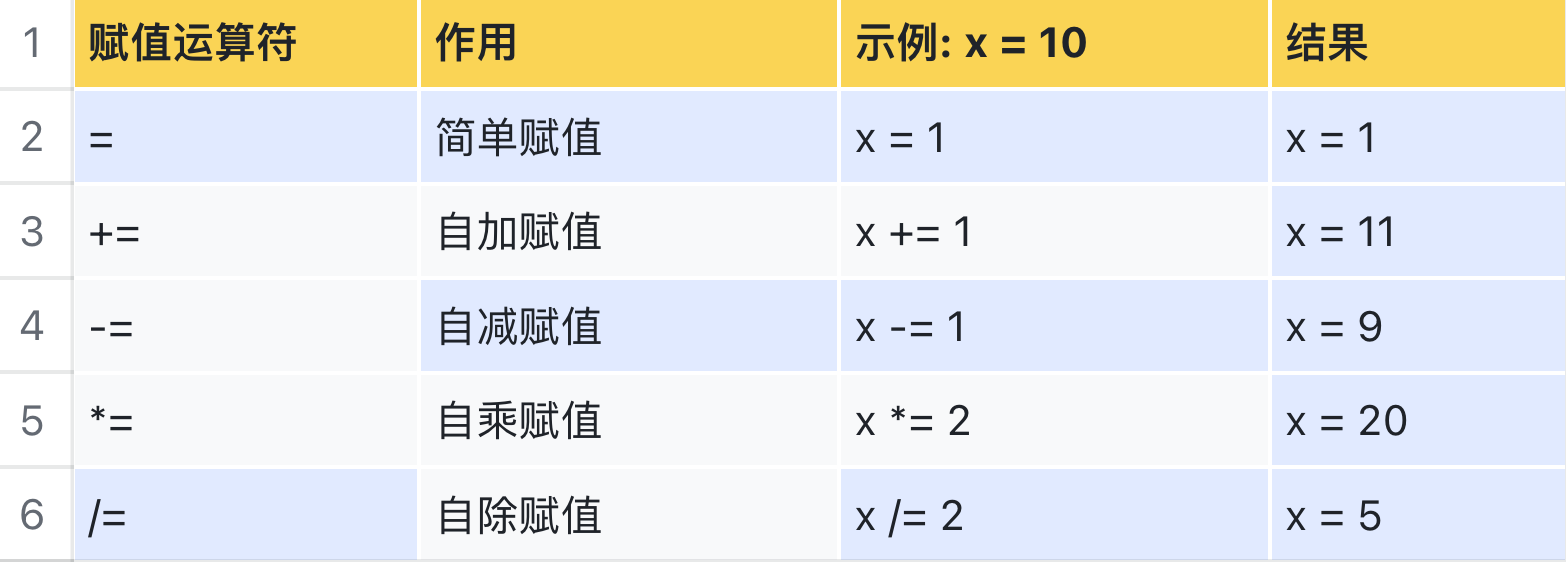 1 赋值运算符 作用 示例: x = 10 结果
2 = 简单赋值 x = 1 x = 1
3 += 自加赋值 x += 1 x = 11
4 -= 自减赋值 x -= 1 x = 9
5 *= 自乘赋值 x *= 2 x = 20
6 /= 自除赋值 x /= 2 x = 5